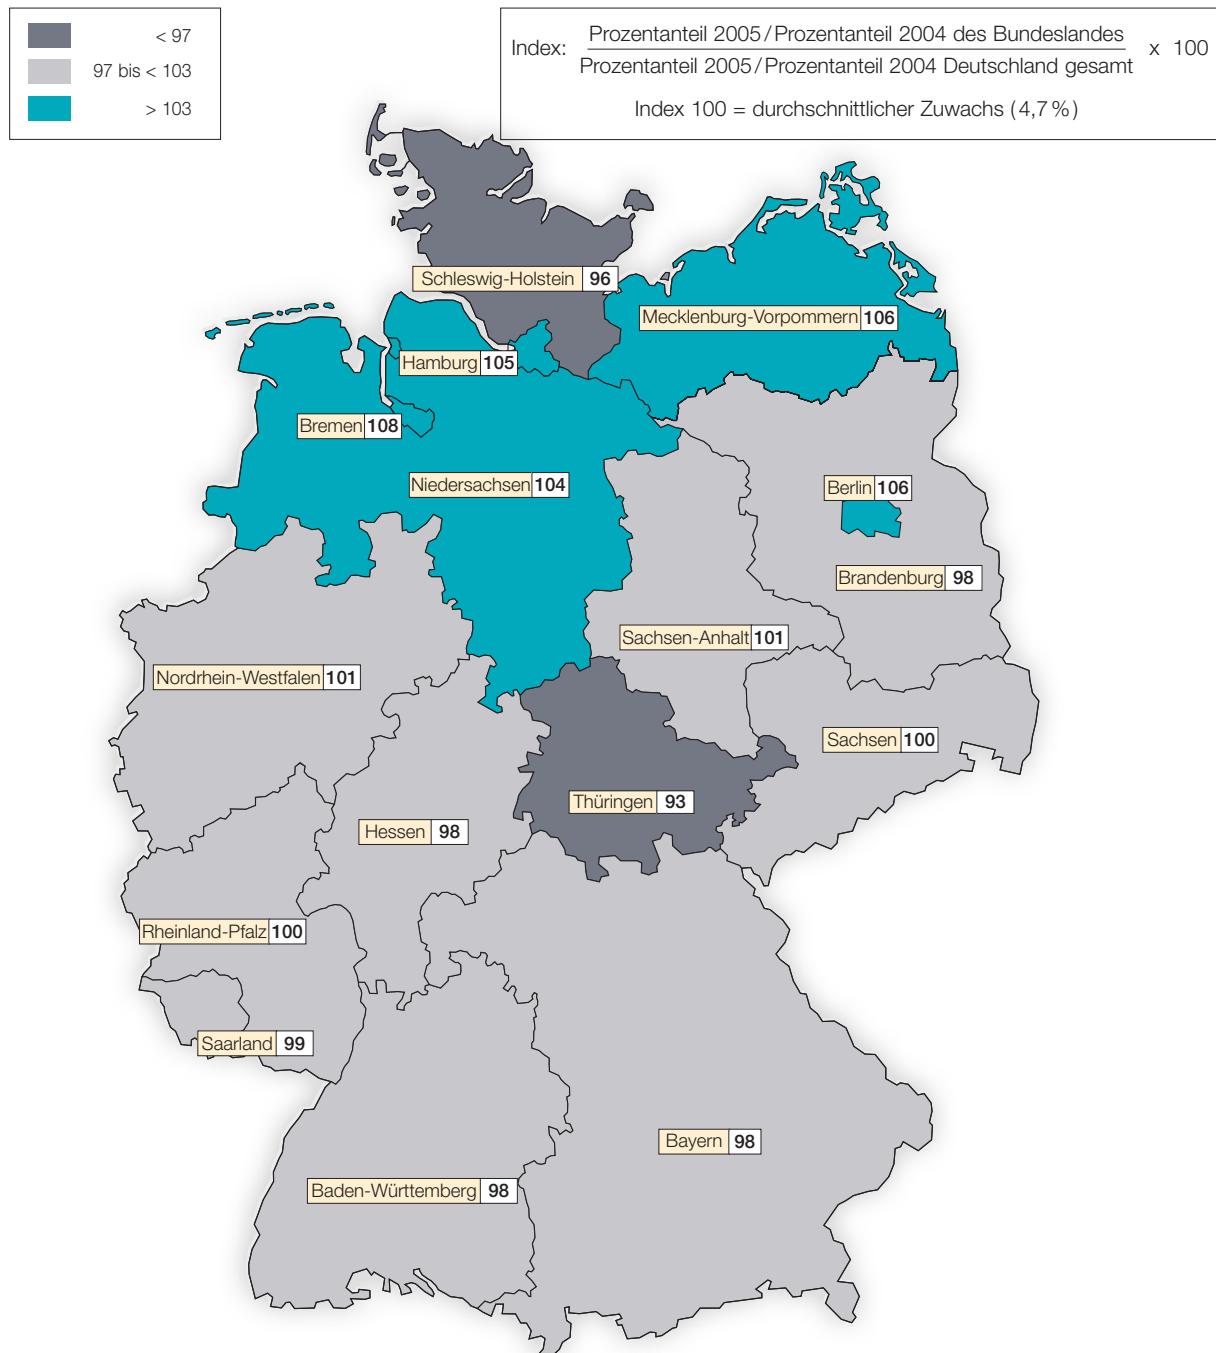 < 97
97 bis < 103
> 103
Index: Prozentanteil 2005/Prozentanteil 2004 des Bundeslandes
Prozentanteil 2005/Prozentanteil 2004 Deutschland gesamt
x 100
Index 100 = durchschnittlicher Zuwachs (4,7%)
Schleswig-Holstein 96
Mecklenburg-Vorpommern 106
Hamburg 105
Bremen 108
Niedersachsen 104
Berlin 106
Brandenburg 98
Sachsen-Anhalt 101
Nordrhein-Westfalen 101
Sachsen 100
Thüringen 93
Hessen 98
Rheinland-Pfalz 100
Saarland 99
Bayern 98
Baden-Württemberg 98